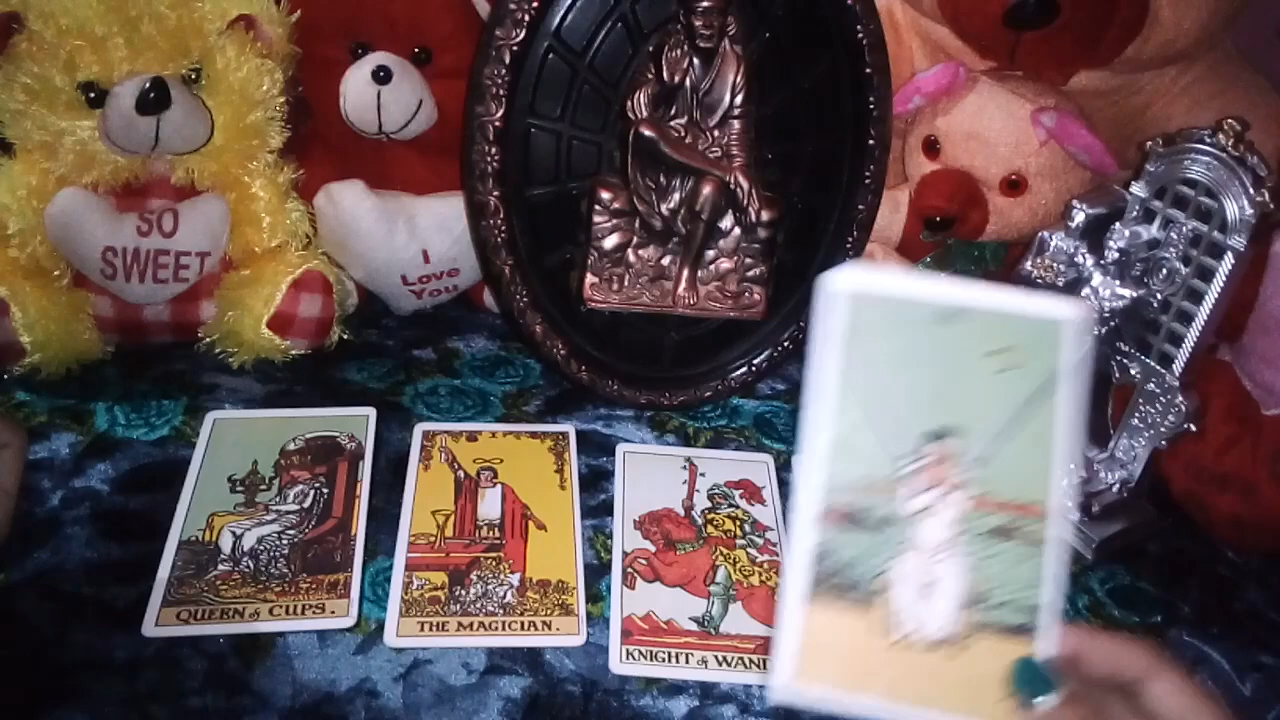 SO
SWEET
I
Love
You
QUEEN of CUPS.
THE MAGICIAN.
KNIGHT of WAND